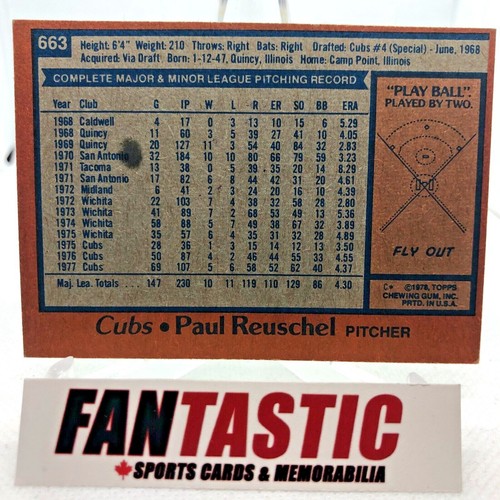 663
Height: 6'4" Weight: 210 Throws: Right Bats: Right Drafted: Cubs #4 (Special) - June, 1968
Acquired: Via Draft Born: 1-12-47, Quincy, Illinois Home: Camp Point, Illinois
COMPLETE MAJOR & MINOR LEAGUE PITCHING RECORD
Year Club G IP W L R ER SO BB ERA
1968 Caldwell 4 17 0 3 13 10 15 6 5.29
1968 Quincy 11 60 3 5 39 27 41 10 4.05
1969 Quincy 20 127 11 3 54 40 84 32 2.83
1970 San Antonio 32 184 10 10 80 66 79 59 3.23
1971 Tacoma 13 38 0 5 39 35 20 14 8.29
1971 San Antonio 17 82 6 8 44 42 31 20 4.61
1972 Midland 6 41 2 3 24 20 16 10 4.39
1972 Wichita 22 103 7 4 38 32 58 28 2.80
1973 Wichita 41 89 7 2 68 53 49 13 5.36
1974 Wichita 58 88 5 7 49 38 67 32 3.89
1975 Wichita 35 57 6 4 35 31 32 28 4.89
1975 Cubs 28 36 1 3 15 14 12 13 3.50
1976 Cubs 50 87 4 2 46 44 55 33 4.55
1977 Cubs 69 107 5 6 58 52 62 40 4.37
Maj. Lea. Totals . . . 147 230 10 11 119 110 129 86 4.30
"PLAY BALL"
PLAYED BY TWO.
FLY OUT
C* ©1978, TOPPS
CHEWING GUM, INC.
PRTD. IN U.S.A.
Cubs • Paul Reuschel PITCHER
FANTASTIC
SPORTS CARDS & MEMORABILIA